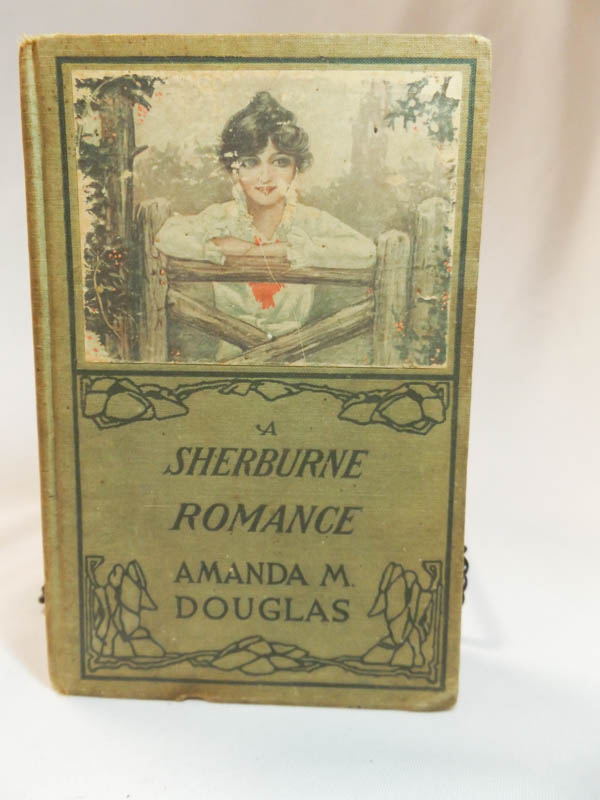 A
SHERBURNE
ROMANCE
AMANDA M.
DOUGLAS